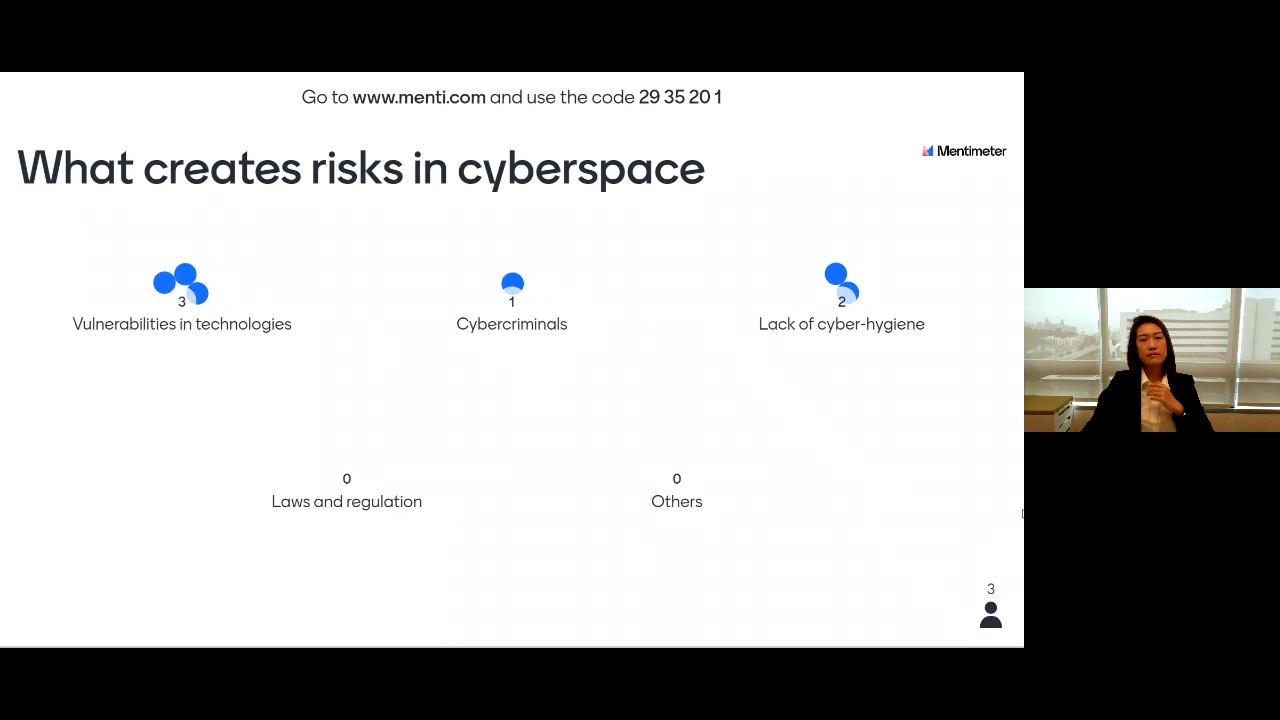 Go to www.menti.com and use the code 29 35 20 1
What creates risks in cyberspace
Mentimeter
3
Vulnerabilities in technologies
1
Cybercriminals
2
Lack of cyber-hygiene
0
Laws and regulation
0
Others
3